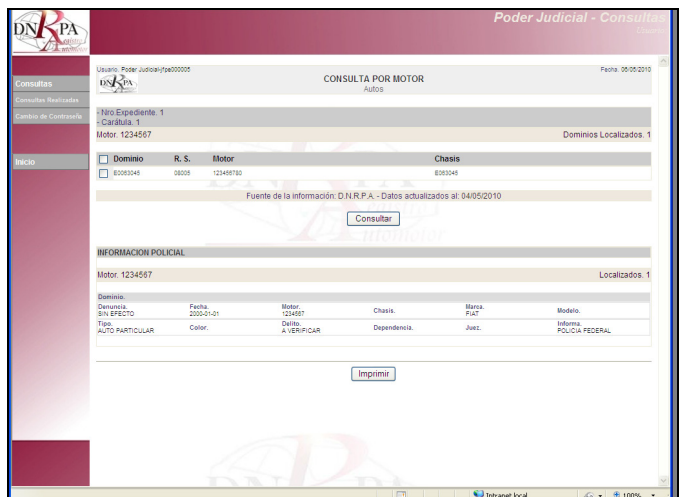 DNRPA
Poder Judicial - Consultas
Usuario. Poder Judicial-jfpa000005
Fecha. 06/05/2010
CONSULTA POR MOTOR
Autos
Consultas
Consultas Realizadas
Cambio de Contraseña
Inicio
- Nro.Expediente. 1
- Carátula. 1
Motor. 1234567 Dominios Localizados. 1
Dominio R. S. Motor Chasis
E0063045 08005 123456780 E063045
Fuente de la información: D.N.R.P.A. - Datos actualizados al: 04/05/2010
Consultar
INFORMACION POLICIAL
Motor. 1234567 Localizados. 1
Dominio.
Denuncia. Fecha. Motor. Chasis. Marca. Modelo.
SIN EFECTO 2000-01-01 1234567 FIAT
Tipo. Color. Delito. Dependencia. Juez. Informa.
AUTO PARTICULAR A VERIFICAR POLICIA FEDERAL
Imprimir
Intranet local 100%